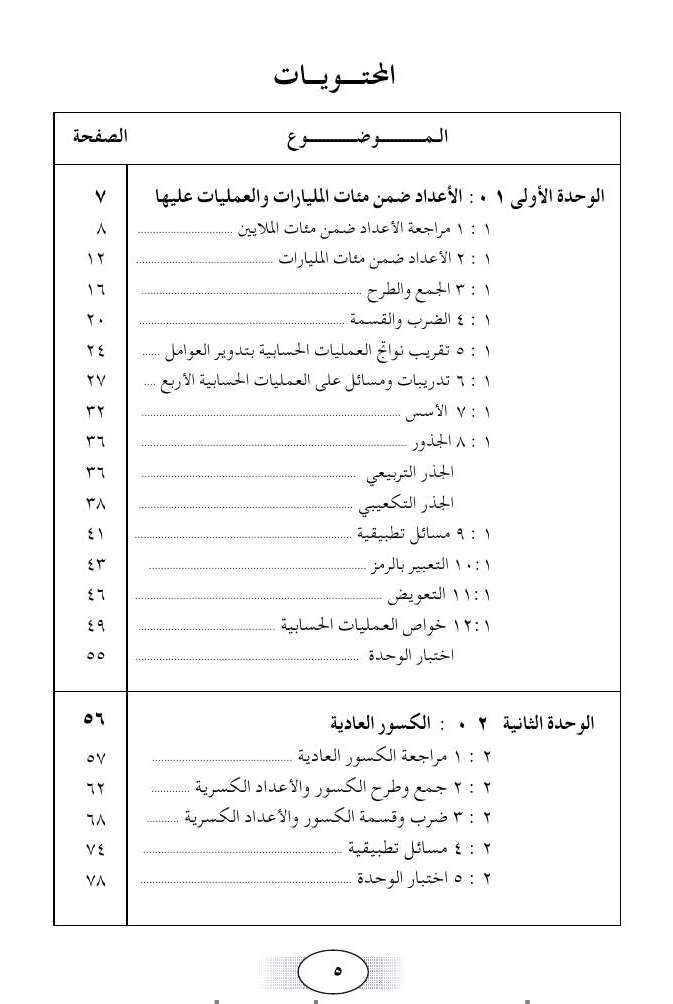 المحتويات
الموضوع الصفحة
الوحدة الأولى ٠١ : الأعداد ضمن مئات المليارات والعمليات عليها ٧
١ : ١ مراجعة الأعداد ضمن مئات الملايين ٨
١ : ٢ الأعداد ضمن مئات المليارات ١٢
١ : ٣ الجمع والطرح ١٦
١ : ٤ الضرب والقسمة ٢٠
١ : ٥ تقريب نواتج العمليات الحسابية بتدوير العوامل ٢٤
١ : ٦ تدريبات ومسائل على العمليات الحسابية الأربع ٢٧
١ : ٧ الأسس ٣٢
١ : ٨ الجذور ٣٦
الجذر التربيعي ٣٦
الجذر التكعيبي ٣٨
١ : ٩ مسائل تطبيقية ٤١
١٠:١ التعبير بالرمز ٤٣
١١:١ التعويض ٤٦
١٢:١ خواص العمليات الحسابية ٤٩
اختبار الوحدة ٥٥
الوحدة الثانية ٠٢ : الكسور العادية ٥٦
٢ : ١ مراجعة الكسور العادية ٥٧
٢ : ٢ جمع وطرح الكسور والأعداد الكسرية ٦٢
٢ : ٣ ضرب وقسمة الكسور والأعداد الكسرية ٦٨
٢ : ٤ مسائل تطبيقية ٧٤
٢ : ٥ اختبار الوحدة ٧٨
٥